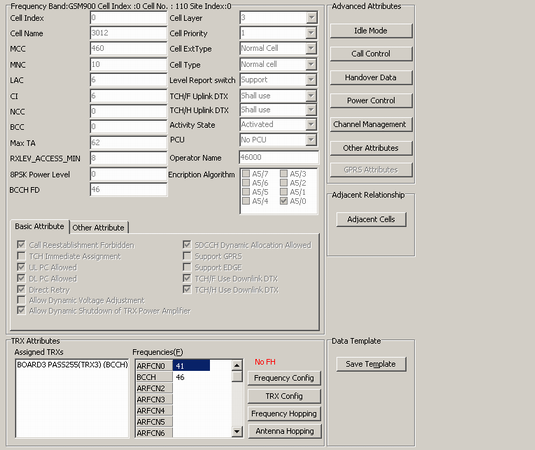 Frequency Band:GSM900 Cell Index :0 Cell No. : 110 Site Index:0
Cell Index 0
Cell Name 3012
MCC 460
MNC 10
LAC 6
CI 6
NCC 0
BCC 0
Max TA 62
RXLEV_ACCESS_MIN 8
8PSK Power Level 0
BCCH FD 46
Cell Layer 3
Cell Priority 1
Cell ExtType Normal Cell
Cell Type Normal cell
Level Report switch Support
TCH/F Uplink DTX Shall use
TCH/H Uplink DTX Shall use
Activity State Activated
PCU No PCU
Operator Name 46000
Encription Algorithm A5/7 A5/3
A5/6 A5/2
A5/5 A5/1
A5/4 A5/0
Basic Attribute Other Attribute
Call Reestablishment Forbidden
TCH Immediate Assignment
UL PC Allowed
DL PC Allowed
Direct Retry
Allow Dynamic Voltage Adjustment
Allow Dynamic Shutdown of TRX Power Amplifier
SDCCH Dynamic Allocation Allowed
Support GPRS
Support EDGE
TCH/F Use Downlink DTX
TCH/H Use Downlink DTX
Advanced Attributes
Idle Mode
Call Control
Handover Data
Power Control
Channel Management
Other Attributes
GPRS Attributes
Adjacent Relationship
Adjacent Cells
TRX Attributes
Assigned TRXs
BOARD3 PASS255(TRX3) (BCCH)
Frequencies(F)
ARFCN0 41
BCCH 46
ARFCN2
ARFCN3
ARFCN4
ARFCN5
ARFCN6
No FH
Frequency Config
TRX Config
Frequency Hopping
Antenna Hopping
Data Template
Save Template